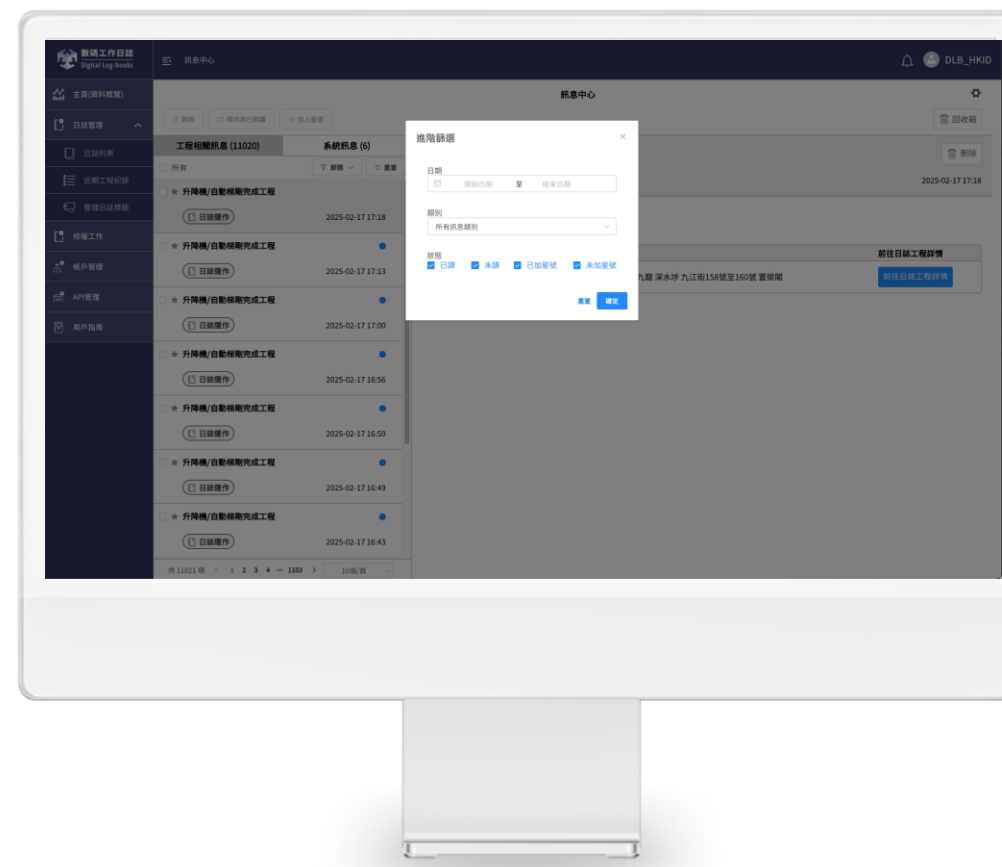 數碼工作日誌
Digital Log-books
訊息中心
DLB_HKID
主頁(資料概覽)
日誌管理
日誌列表
近期工程紀錄
管理日誌標籤
授權工作
帳戶管理
API管理
用戶指南
訊息中心
刪除
標示為已閱讀
加上星號
回收箱
工程相關訊息 (11020)
系統訊息 (6)
所有
篩選
重置
刪除
2025-02-17 17:18
升降機/自動梯剛完成工程
日誌運作
2025-02-17 17:18
升降機/自動梯剛完成工程
日誌運作
2025-02-17 17:13
升降機/自動梯剛完成工程
日誌運作
2025-02-17 17:00
升降機/自動梯剛完成工程
日誌運作
2025-02-17 16:56
升降機/自動梯剛完成工程
日誌運作
2025-02-17 16:50
升降機/自動梯剛完成工程
日誌運作
2025-02-17 16:49
升降機/自動梯剛完成工程
日誌運作
2025-02-17 16:43
共 11021 項 < 1 2 3 4 ··· 1103 > 10項/頁
進階篩選
日期
開始日期 至 結束日期
類別
所有訊息類別
狀態
已讀 未讀 已加星號 未加星號
重置 確定
前往日誌工程詳情
九龍 深水埗 九江街158號至160號 置榮閣
前往日誌工程詳情